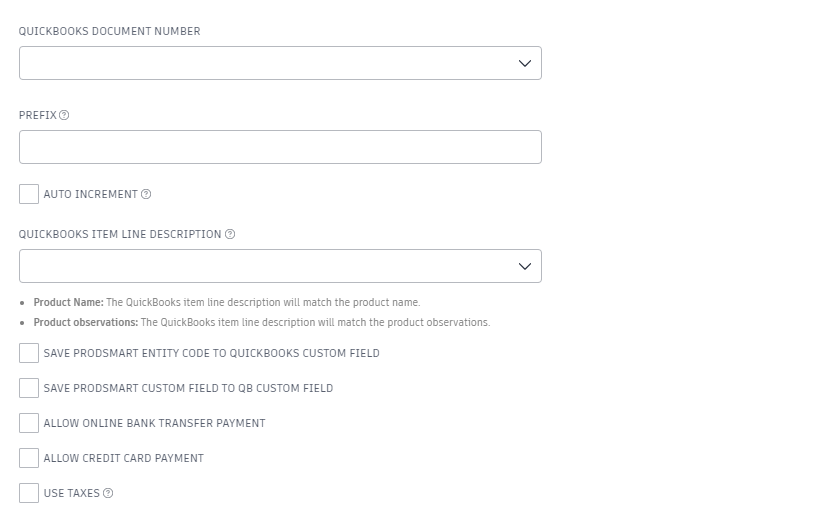 QUICKBOOKS DOCUMENT NUMBER
PREFIX
AUTO INCREMENT
QUICKBOOKS ITEM LINE DESCRIPTION
• Product Name: The QuickBooks item line description will match the product name.
• Product observations: The QuickBooks item line description will match the product observations.
SAVE PRODSMART ENTITY CODE TO QUICKBOOKS CUSTOM FIELD
SAVE PRODSMART CUSTOM FIELD TO QB CUSTOM FIELD
ALLOW ONLINE BANK TRANSFER PAYMENT
ALLOW CREDIT CARD PAYMENT
USE TAXES